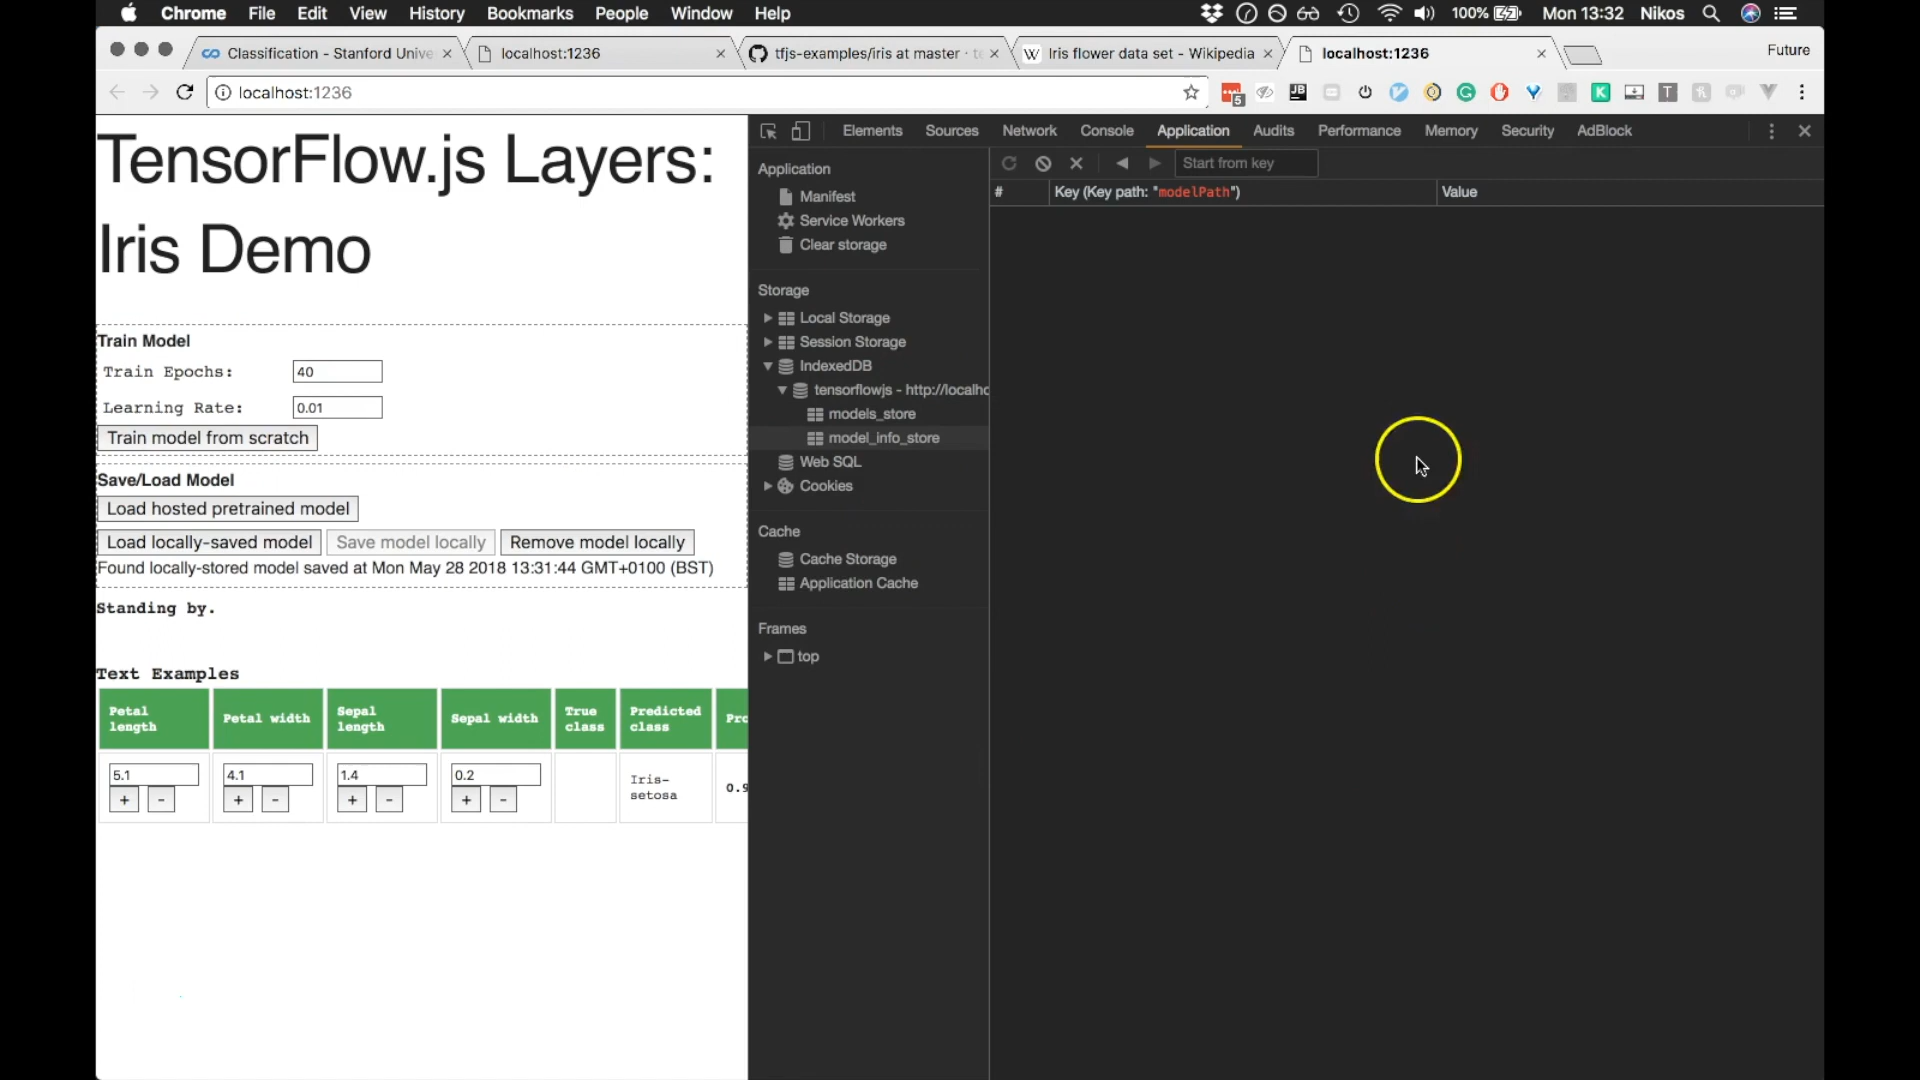 Chrome File Edit View History Bookmarks People Window Help 100% Mon 13:32 Nikos
Classification - Stanford Unive localhost:1236 tfjs-examples/iris at master · te Iris flower data set - Wikipedia localhost:1236 Future
localhost:1236
5 JB K T
TensorFlow.js Layers:
Iris Demo
Train Model
Train Epochs: 40
Learning Rate: 0.01
Train model from scratch
Save/Load Model
Load hosted pretrained model
Load locally-saved model Save model locally Remove model locally
Found locally-stored model saved at Mon May 28 2018 13:31:44 GMT+0100 (BST)
Standing by.
Text Examples
Petal length Petal width Sepal length Sepal width True class Predicted class Pro
5.1 4.1 1.4 0.2 Iris-setosa 0.9
+ - + - + - + -
Elements Sources Network Console Application Audits Performance Memory Security AdBlock
Application
Manifest
Service Workers
Clear storage
Storage
Local Storage
Session Storage
IndexedDB
tensorflowjs - http://localho
models_store
model_info_store
Web SQL
Cookies
Cache
Cache Storage
Application Cache
Frames
top
Start from key
# Key (Key path: "modelPath") Value